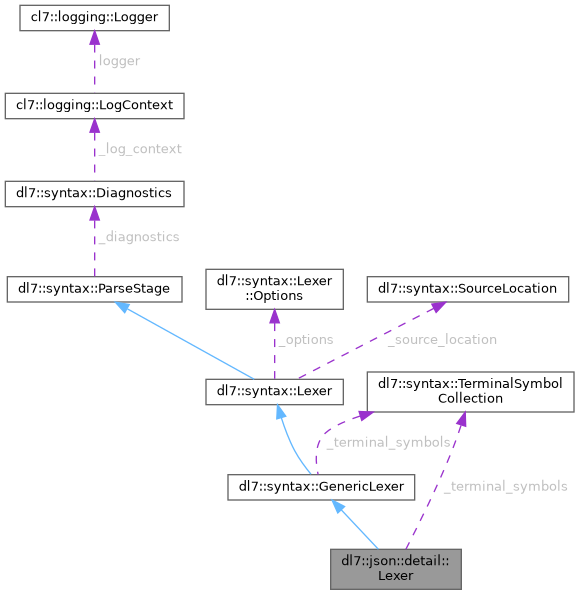 cl7::logging::Logger
logger
cl7::logging::LogContext
_log_context
dl7::syntax::Diagnostics
_diagnostics
dl7::syntax::ParseStage
dl7::syntax::Lexer
::Options
dl7::syntax::SourceLocation
_options
_source_location
dl7::syntax::Lexer
dl7::syntax::TerminalSymbol
Collection
_terminal_symbols
dl7::syntax::GenericLexer
_terminal_symbols
dl7::json::detail::
Lexer